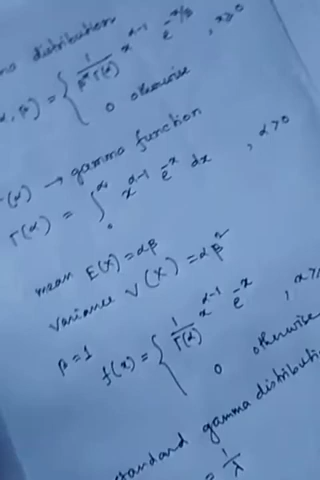 distribution
, β) = { 1/β^α Γ(α) x^α-1 e^-x/β , x≥0
0 otherwise
(α) → gamma function
Γ(α) = ∫₀^∞ x^α-1 e^-x dx , α>0
mean E(X) = αβ
variance V(X) = αβ²
β=1
f(x) = { 1/Γ(α) x^α-1 e^-x , x≥
0 otherwise
standard gamma distributi
= 1/λ